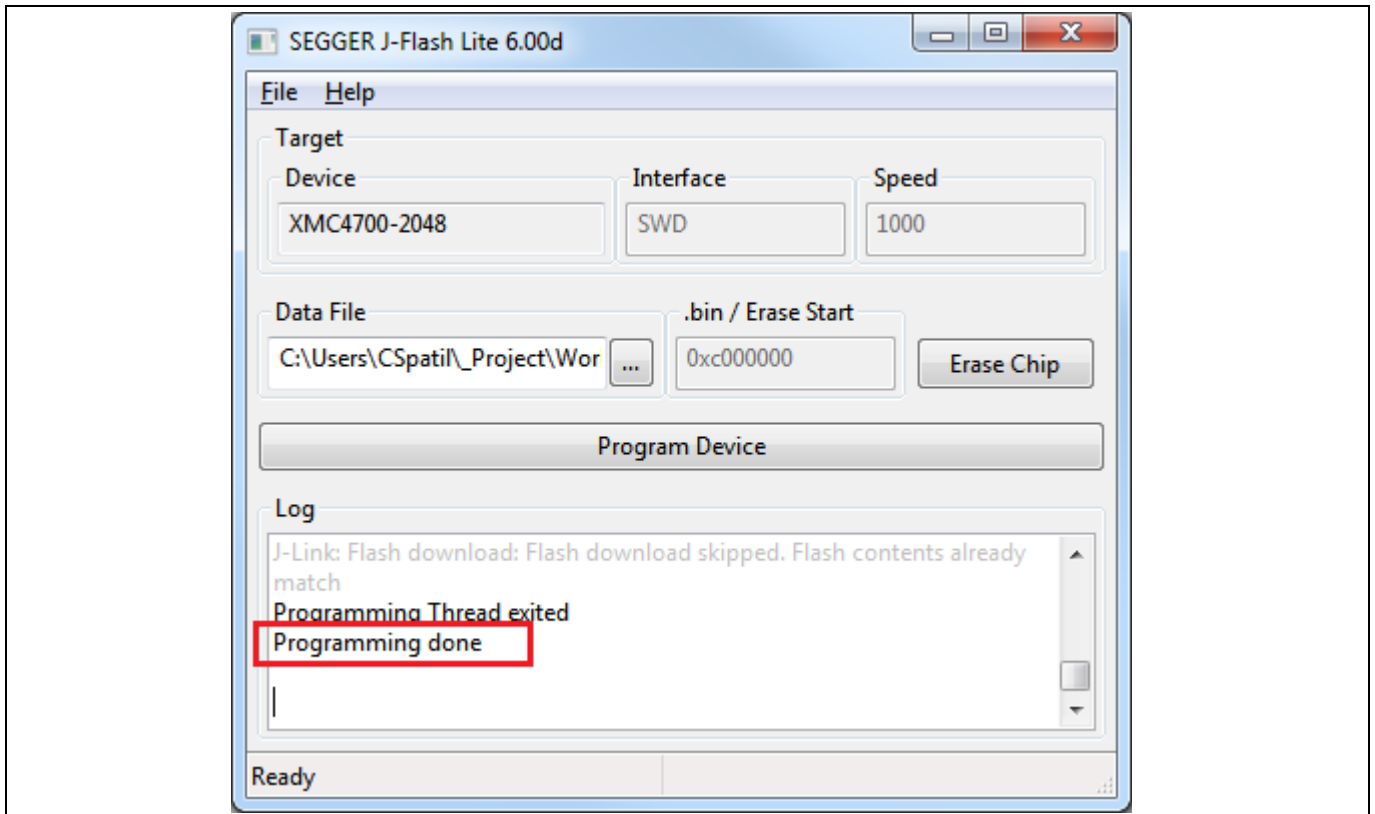 SEGGER J-Flash Lite 6.00d
File Help
Target
Device Interface Speed
XMC4700-2048 SWD 1000
Data File .bin / Erase Start
C:\Users\CSpatil\_Project\Wor ... 0xc000000 Erase Chip
Program Device
Log
J-Link: Flash download: Flash download skipped. Flash contents already
match
Programming Thread exited
Programming done
Ready